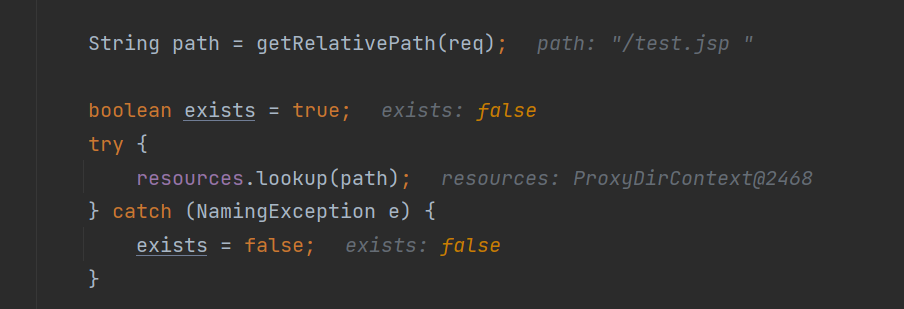 String path = getRelativePath(req); path: "/test.jsp "
boolean exists = true; exists: false
try {
resources.lookup(path); resources: ProxyDirContext@2468
} catch (NamingException e) {
exists = false; exists: false
}